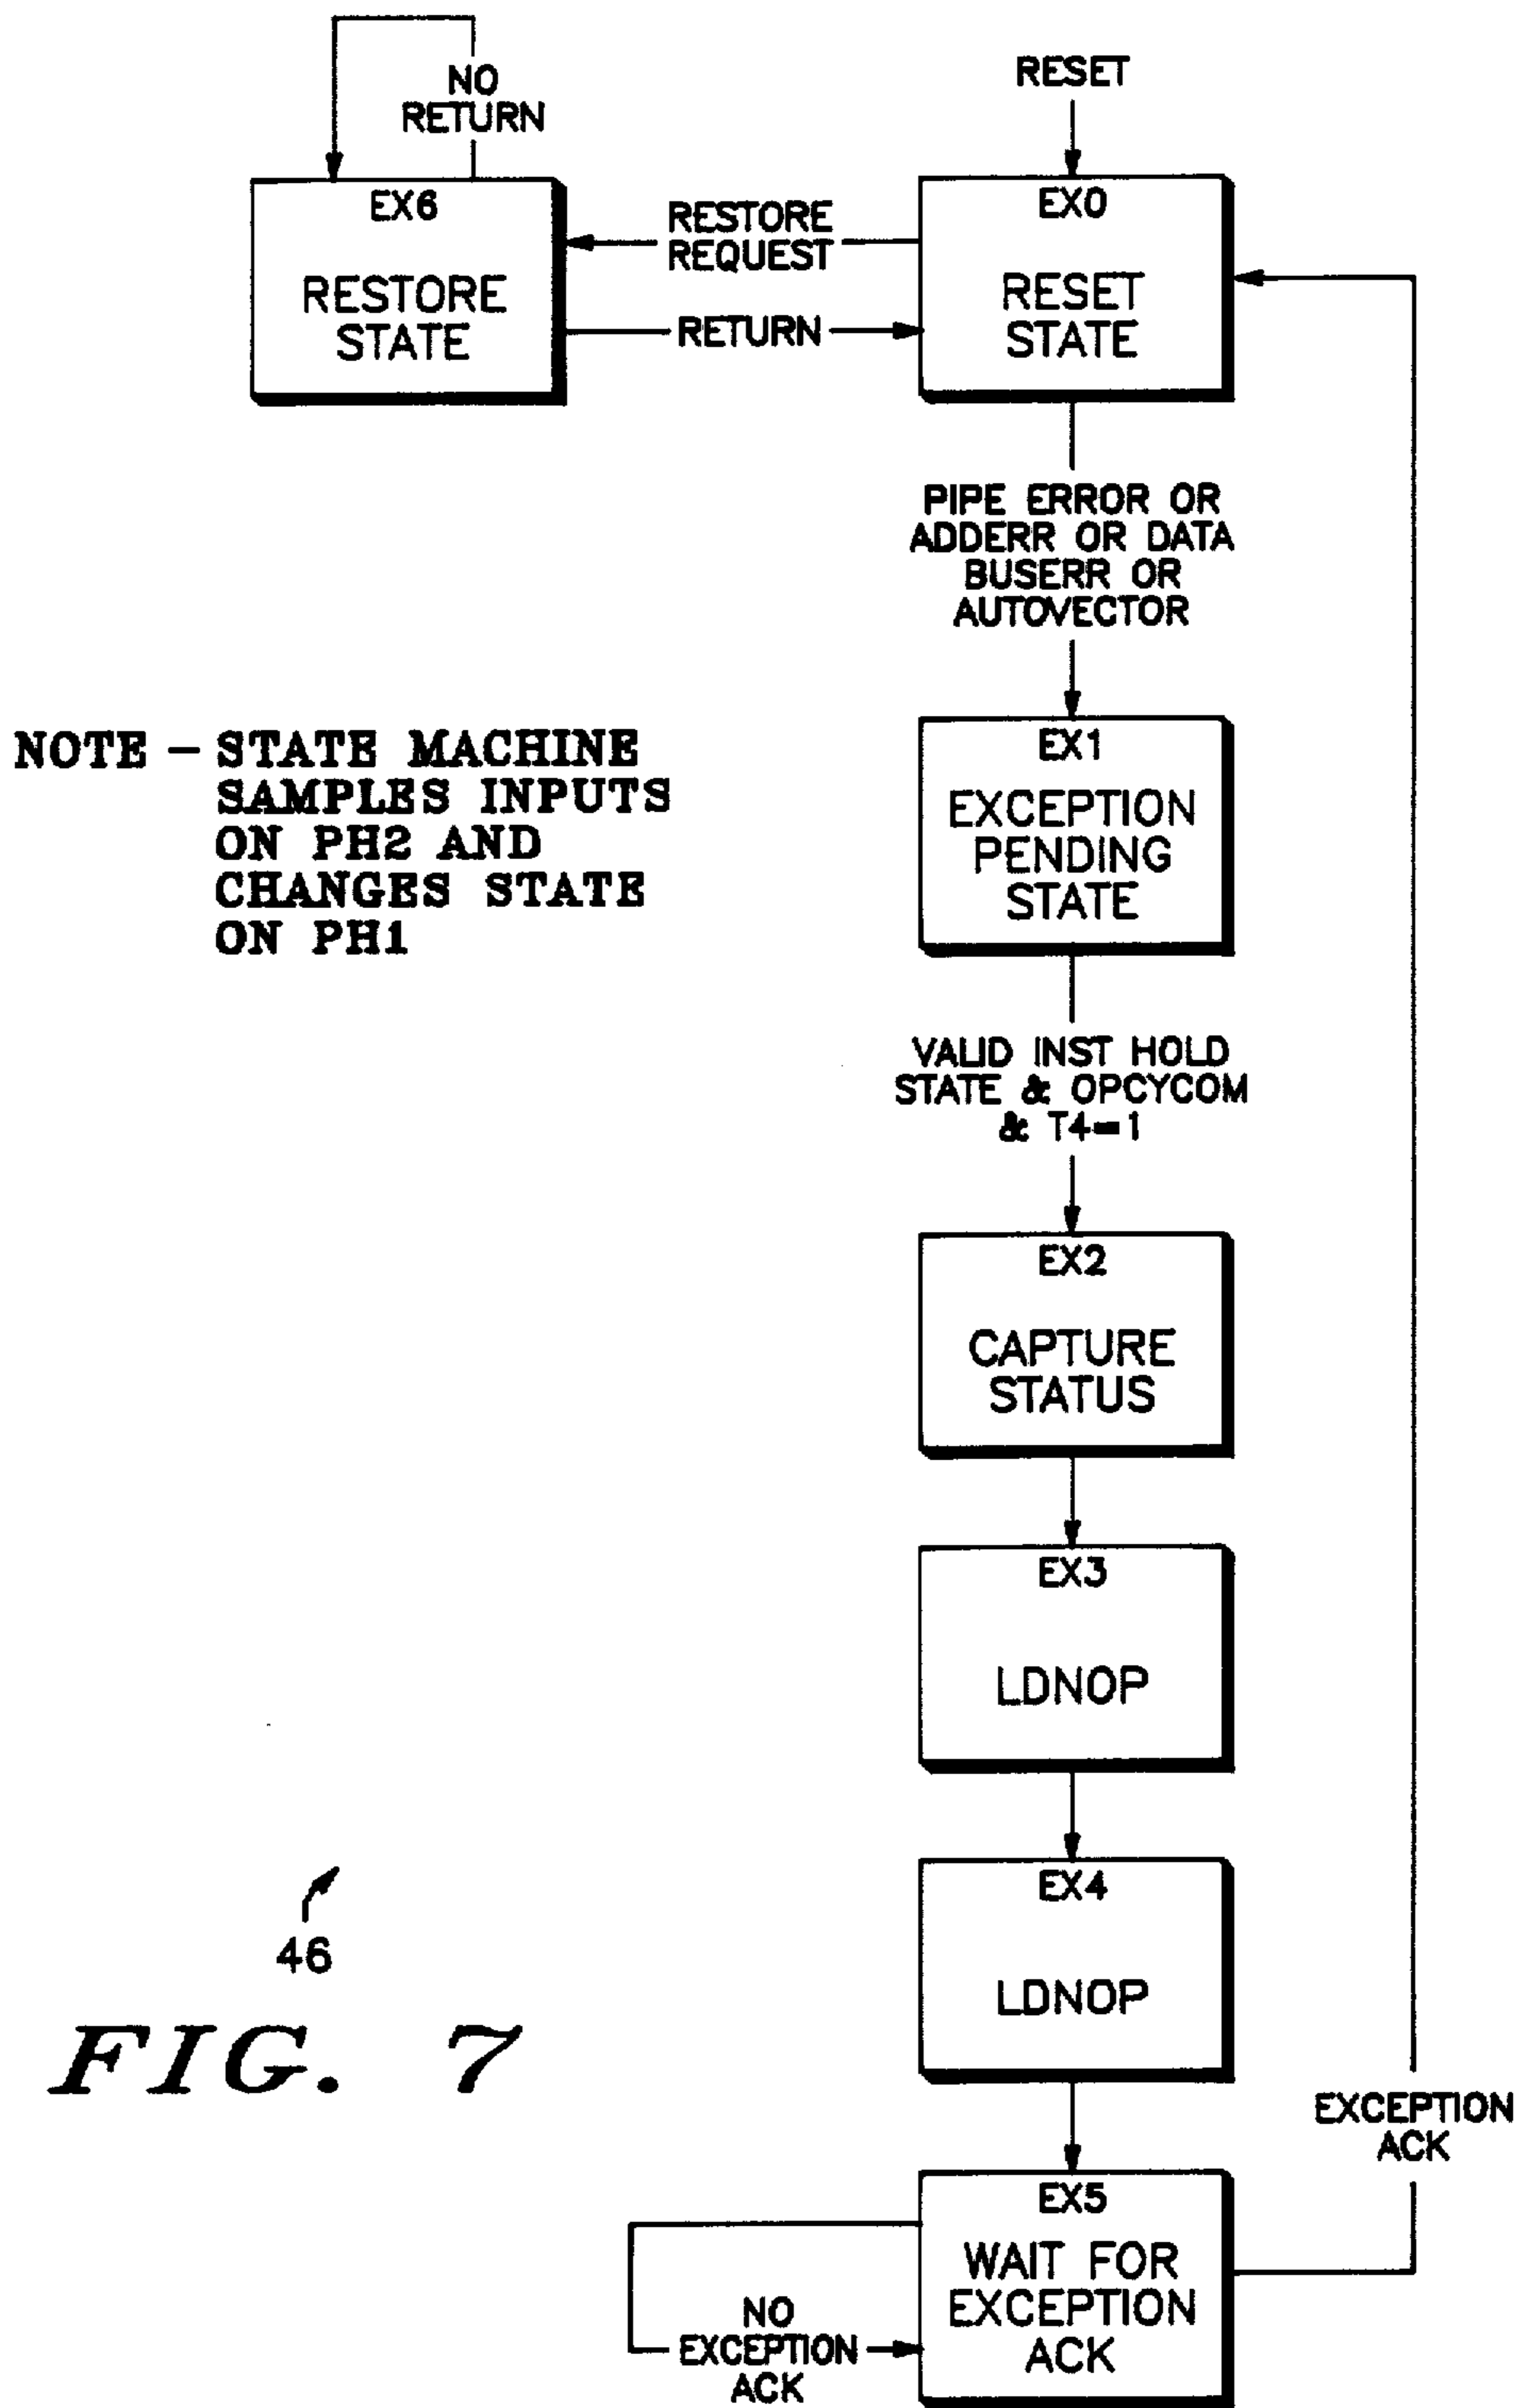 NO
RETURN
RESET
EX6
RESTORE
STATE
RESTORE
REQUEST
RETURN
EX0
RESET
STATE
PIPE ERROR OR
ADDERR OR DATA
BUSERR OR
AUTOVECTOR
NOTE – STATE MACHINE
SAMPLES INPUTS
ON PH2 AND
CHANGES STATE
ON PH1
EX1
EXCEPTION
PENDING
STATE
VALID INST HOLD
STATE & OPCYCOM
& T4=1
EX2
CAPTURE
STATUS
EX3
LDNOP
EX4
LDNOP
46
FIG. 7
EXCEPTION
ACK
EX5
WAIT FOR
EXCEPTION
ACK
NO
EXCEPTION
ACK